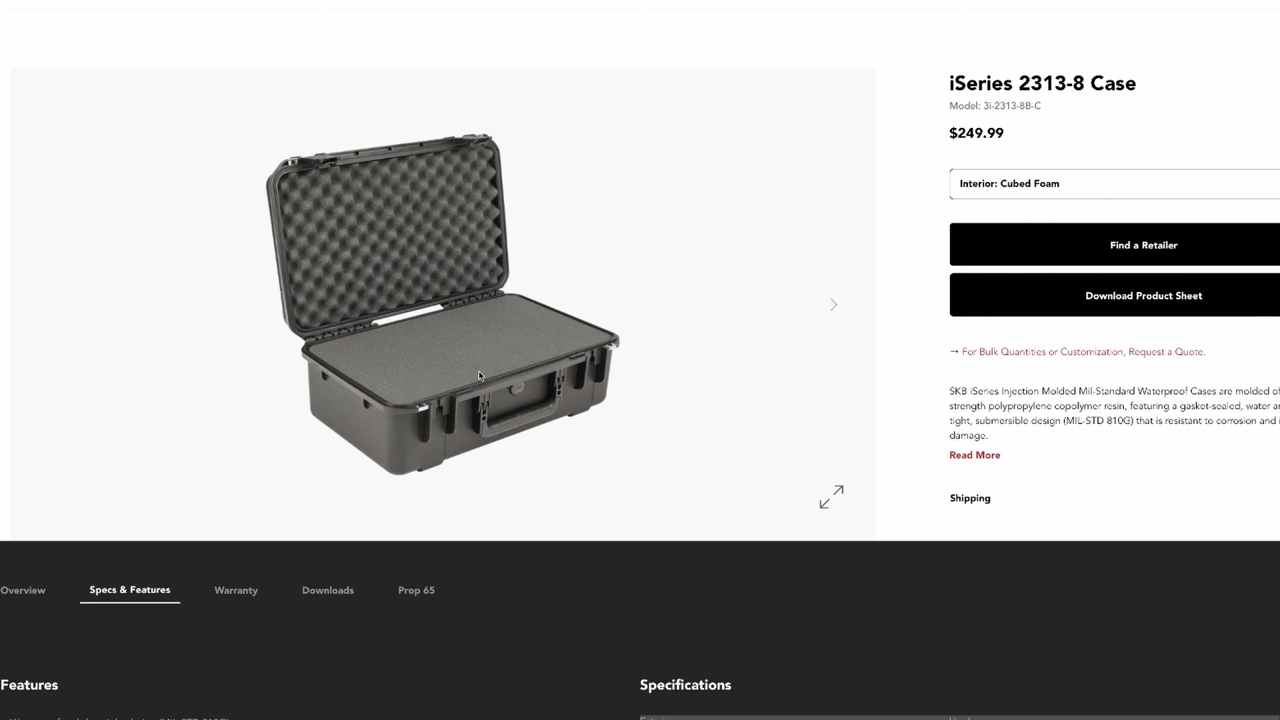 iSeries 2313-8 Case
Model: 3i-2313-8B-C
$249.99
Interior: Cubed Foam
Find a Retailer
Download Product Sheet
→ For Bulk Quantities or Customization, Request a Quote.
SKB iSeries Injection Molded Mil-Standard Waterproof Cases are molded of
strength polypropylene copolymer resin, featuring a gasket-sealed, water
tight, submersible design (MIL-STD 810G) that is resistant to corrosion and
damage.
Read More
Shipping
Overview
Specs & Features
Warranty
Downloads
Prop 65
Features
Specifications